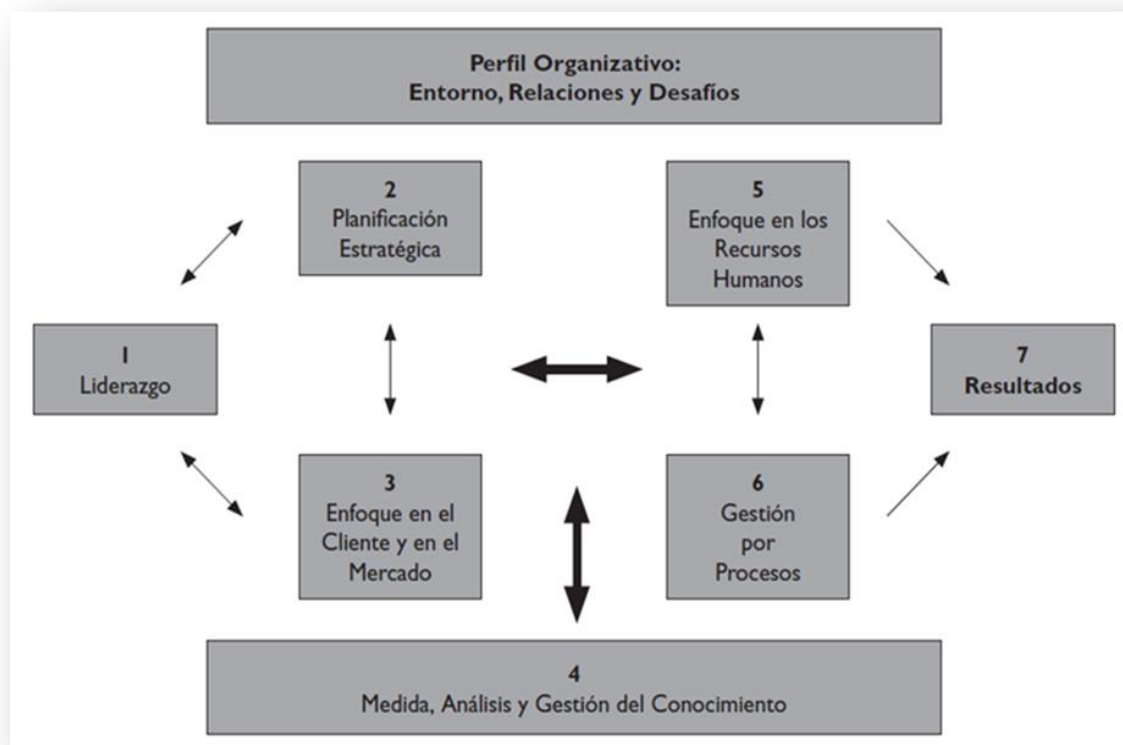 Perfil Organizativo:
Entorno, Relaciones y Desafíos
2
Planificación
Estratégica
5
Enfoque en los
Recursos
Humanos
1
Liderazgo
7
Resultados
3
Enfoque en el
Cliente y en el
Mercado
6
Gestión
por
Procesos
4
Medida, Análisis y Gestión del Conocimiento